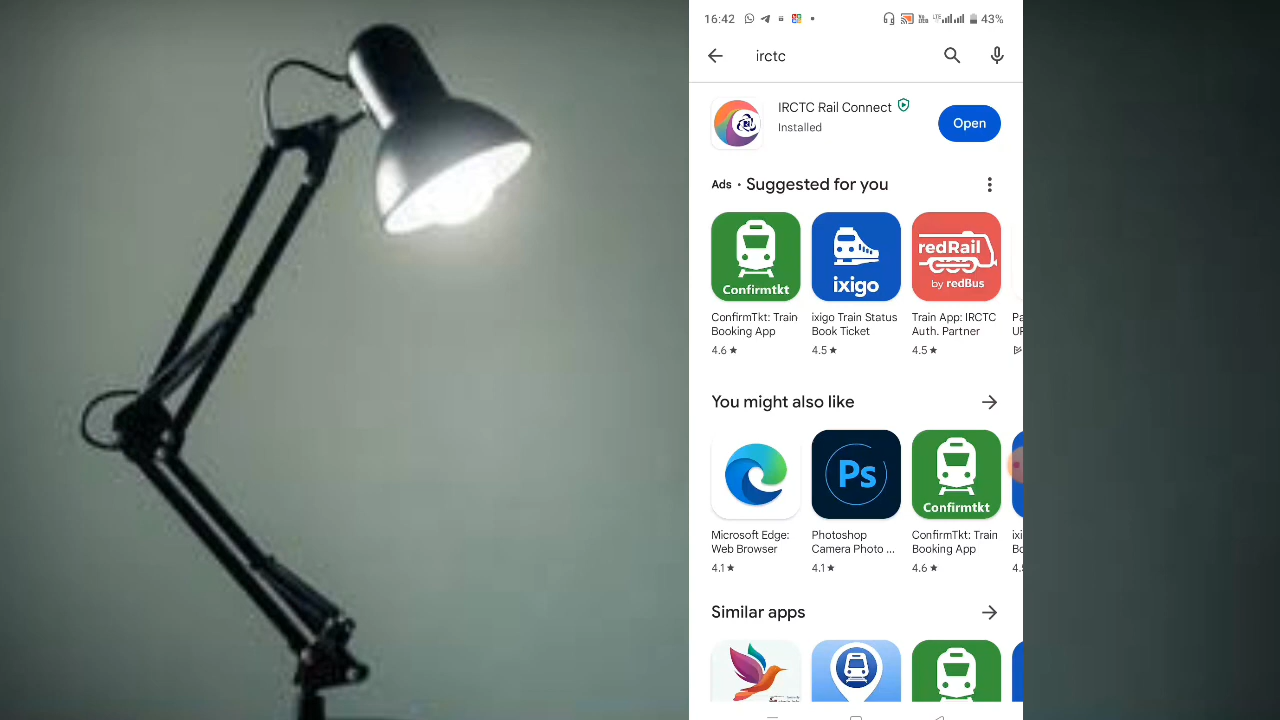 16:42
43%
irctc
IRCTC Rail Connect
Installed
Open
Ads • Suggested for you
Confirmtkt
ixigo
redRail
by redBus
ConfirmTkt: Train
Booking App
4.6★
ixigo Train Status
Book Ticket
4.5★
Train App: IRCTC
Auth. Partner
4.5★
You might also like
Ps
Confirmtkt
Microsoft Edge:
Web Browser
4.1★
Photoshop
Camera Photo ...
4.1★
ConfirmTkt: Train
Booking App
4.6★
Similar apps